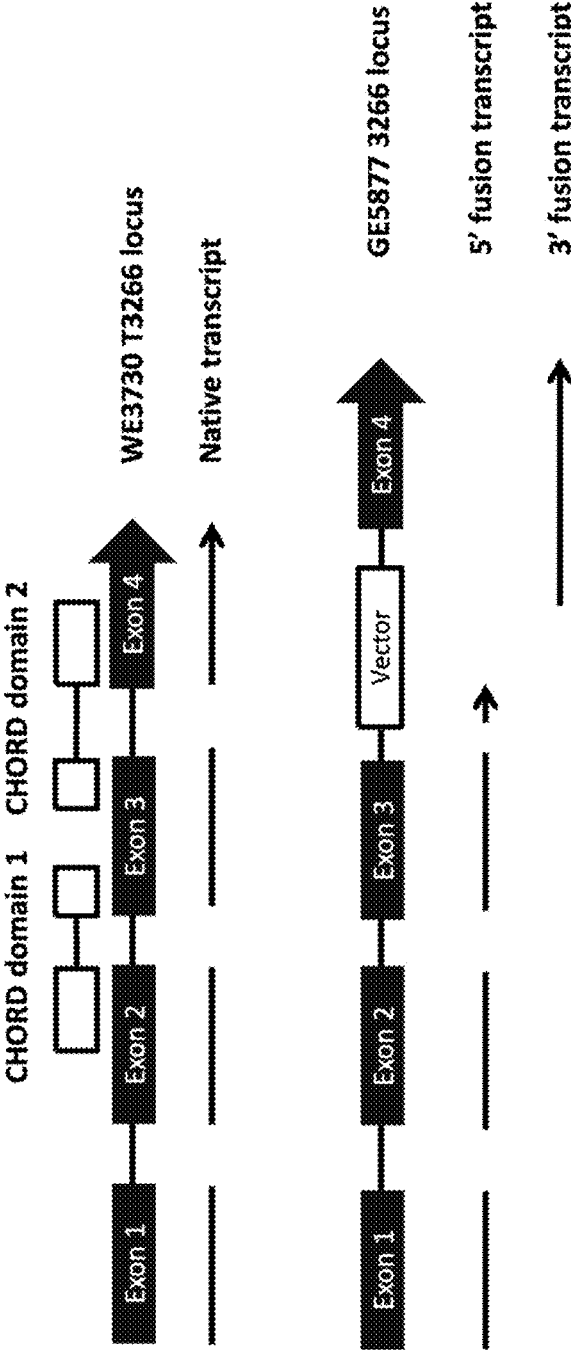 CHORD domain 1
CHORD domain 2
Exon 1
Exon 2
Exon 3
Exon 4
WE3730 T3266 locus
Native transcript
Exon 1
Exon 2
Exon 3
Vector
Exon 4
GE5877 3266 locus
5' fusion transcript
3' fusion transcript